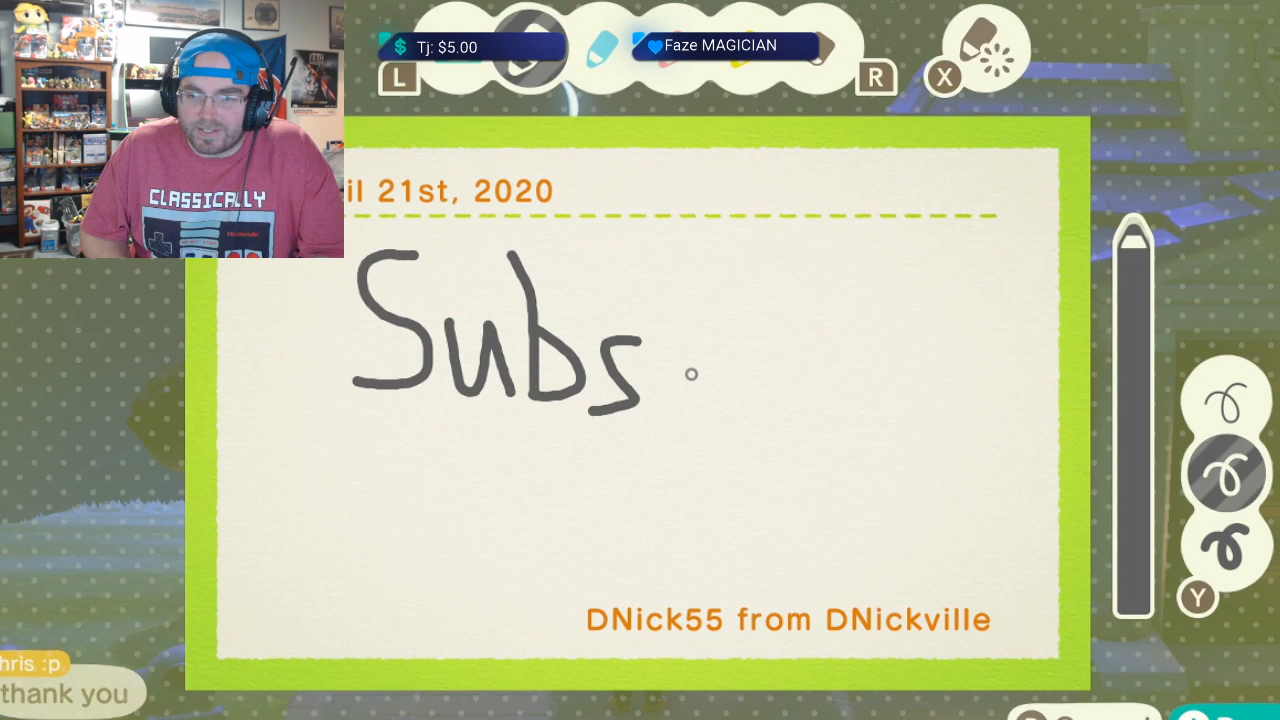 Tj: $5.00
Faze MAGICIAN
L
R
X
il 21st, 2020
CLASSICALLY
Subs
DNick55 from DNickville
Y
hris :p
thank you